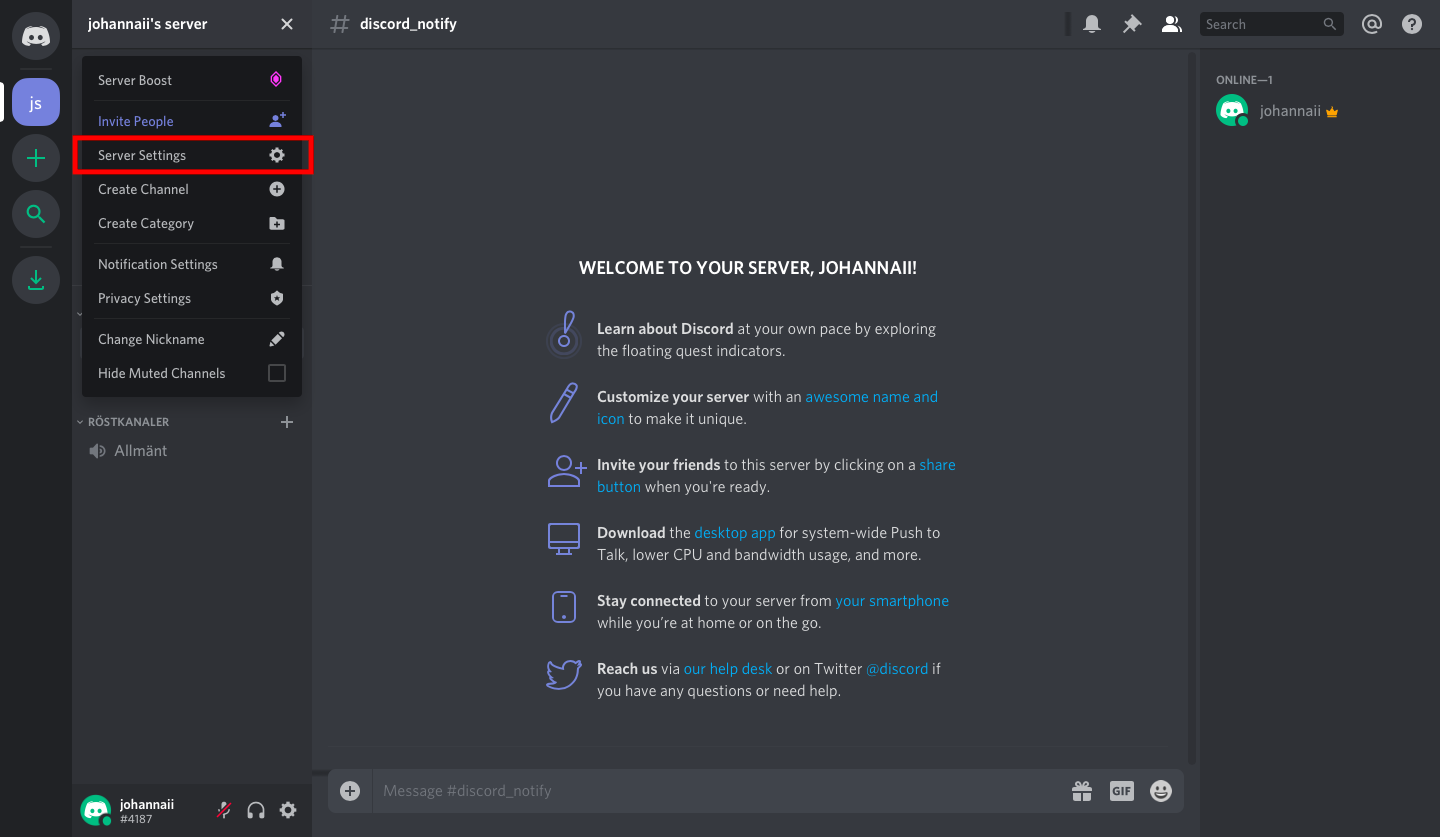 johannaii's server
discord_notify
Search
js
Server Boost
Invite People
Server Settings
Create Channel
Create Category
Notification Settings
Privacy Settings
Change Nickname
Hide Muted Channels
RÖSTKANALER
Allmänt
johannaii
#4187
WELCOME TO YOUR SERVER, JOHANNAII!
Learn about Discord at your own pace by exploring
the floating quest indicators.
Customize your server with an awesome name and
icon to make it unique.
Invite your friends to this server by clicking on a share
button when you're ready.
Download the desktop app for system-wide Push to
Talk, lower CPU and bandwidth usage, and more.
Stay connected to your server from your smartphone
while you’re at home or on the go.
Reach us via our help desk or on Twitter @discord if
you have any questions or need help.
Message #discord_notify
GIF
ONLINE—1
johannaii